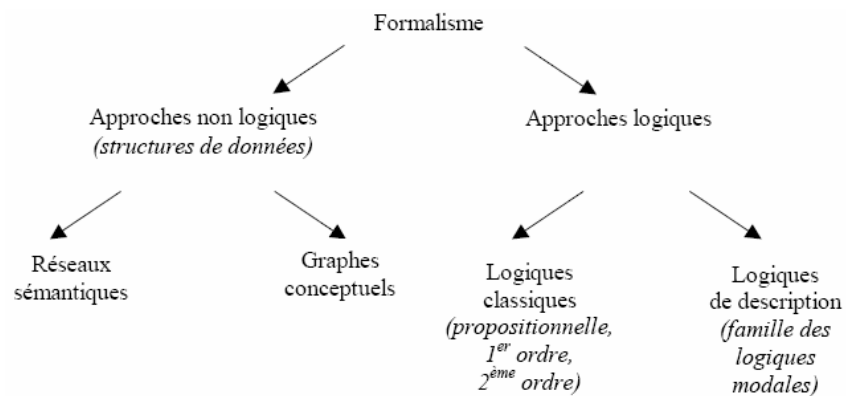 Formalisme
Approches non logiques
(structures de données)
Approches logiques
Réseaux
sémantiques
Graphes
conceptuels
Logiques
classiques
(propositionnelle,
1er ordre,
2ème ordre)
Logiques
de description
(famille des
logiques
modales)